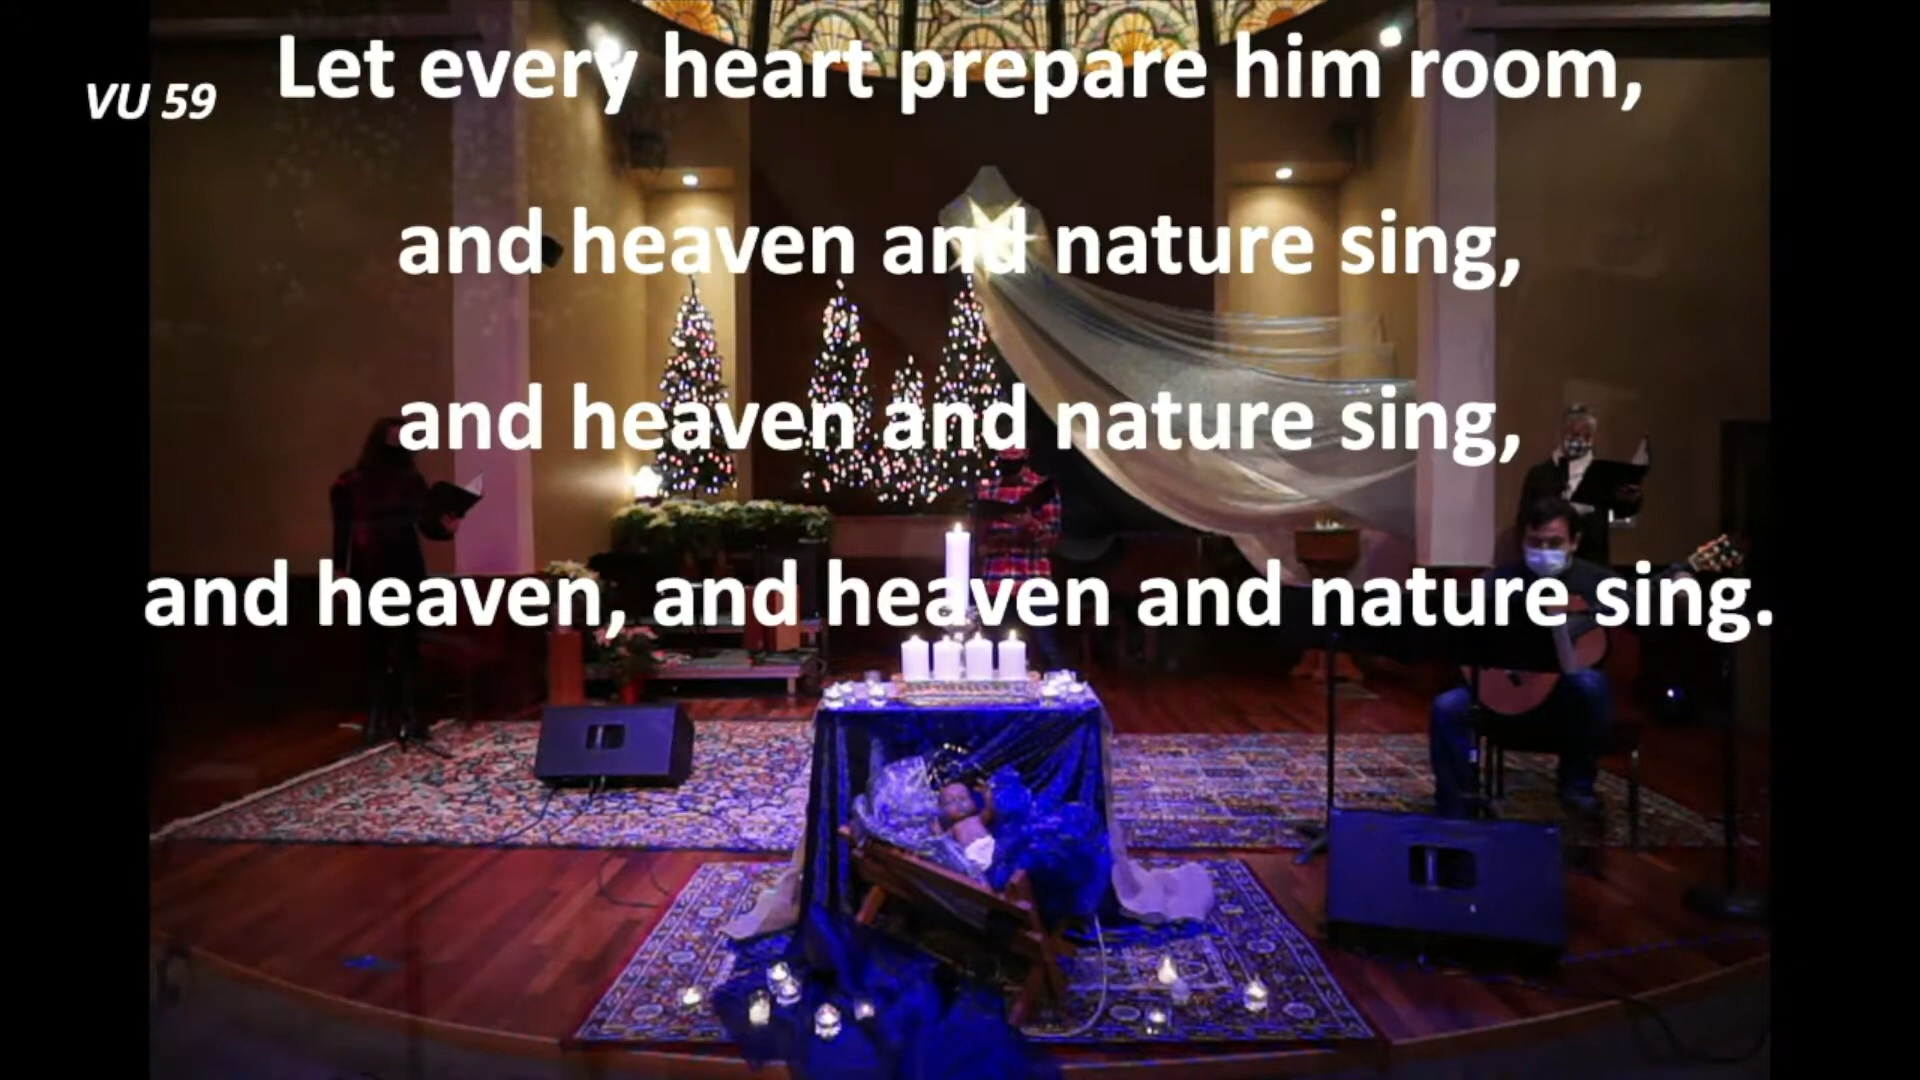 VU 59
Let every heart prepare him room,
and heaven and nature sing,
and heaven and nature sing,
and heaven, and heaven and nature sing.